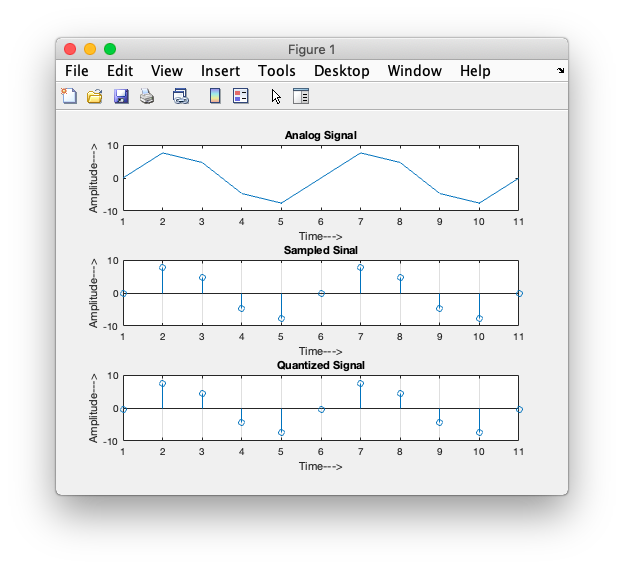 Figure 1
File Edit View Insert Tools Desktop Window Help
Analog Signal
10
0
-10
Amplitude--->
1 2 3 4 5 6 7 8 9 10 11
Time--->
Sampled Sinal
10
0
-10
Amplitude--->
1 2 3 4 5 6 7 8 9 10 11
Time--->
Quantized Signal
10
0
-10
Amplitude--->
1 2 3 4 5 6 7 8 9 10 11
Time--->